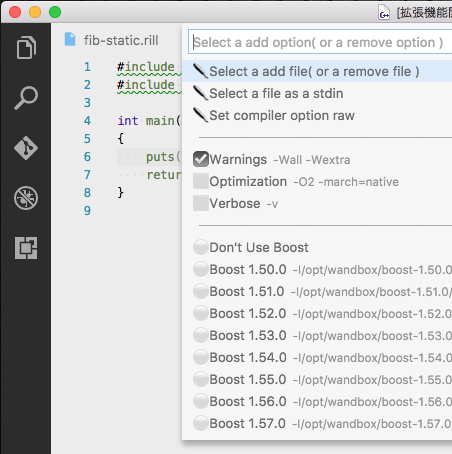 [拡張機能開
fib-static.rill
Select a add option( or a remove option )
1 #include
2 #include
3
4 int main(
5 {
6 ····puts(
7 ····retur
8 }
9
Select a add file( or a remove file )
Select a file as a stdin
Set compiler option raw
Warnings -Wall -Wextra
Optimization -O2 -march=native
Verbose -v
Don't Use Boost
Boost 1.50.0 -I/opt/wandbox/boost-1.50.0
Boost 1.51.0 -I/opt/wandbox/boost-1.51.0/
Boost 1.52.0 -I/opt/wandbox/boost-1.52.0
Boost 1.53.0 -I/opt/wandbox/boost-1.53.0
Boost 1.54.0 -I/opt/wandbox/boost-1.54.0
Boost 1.55.0 -I/opt/wandbox/boost-1.55.0
Boost 1.56.0 -I/opt/wandbox/boost-1.56.0
Boost 1.57.0 -I/opt/wandbox/boost-1.57.0/